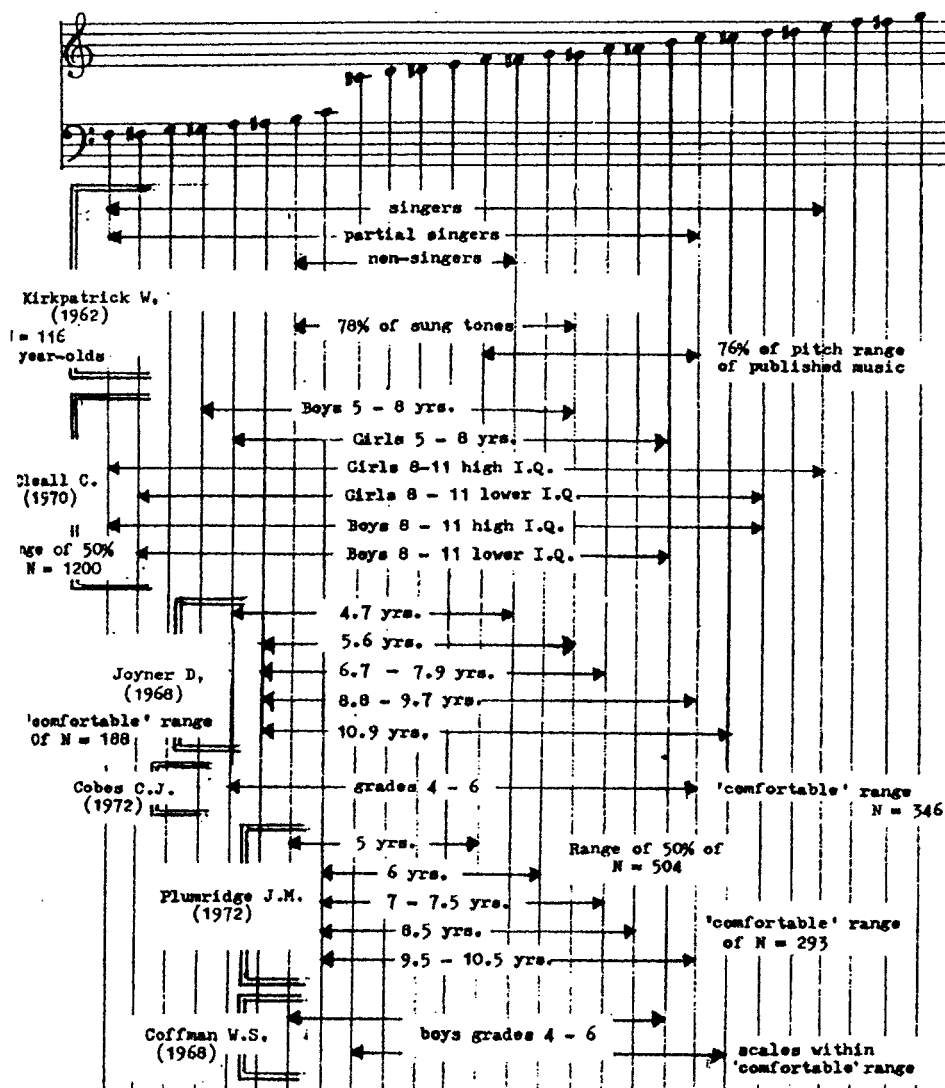 singers
partial singers
non-singers
Kirkpatrick W.
(1962)
= 116
year-olds
78% of sung tones
76% of pitch range
of published music
Boys 5 - 8 yrs.
Girls 5 - 8 yrs.
Girls 8-11 high I.Q.
Cleall C.
(1970)
Girls 8 - 11 lower I.Q.
Boys 8 - 11 high I.Q.
nge of 50%
N = 1200
Boys 8 - 11 lower I.Q.
4.7 yrs.
5.6 yrs.
6.7 - 7.9 yrs.
Joyner D,
(1968)
8.8 - 9.7 yrs.
'comfortable' range
Of N = 188
10.9 yrs.
Cobes C.J.
(1972)
grades 4 - 6
'comfortable' range
N = 346
5 yrs.
Range of 50% of
N = 504
6 yrs.
Plumridge J.M.
(1972)
7 - 7.5 yrs.
8.5 yrs.
'comfortable' range
of N = 293
9.5 - 10.5 yrs.
Coffman W.S.
(1968)
boys grades 4 - 6
scales within
'comfortable' range